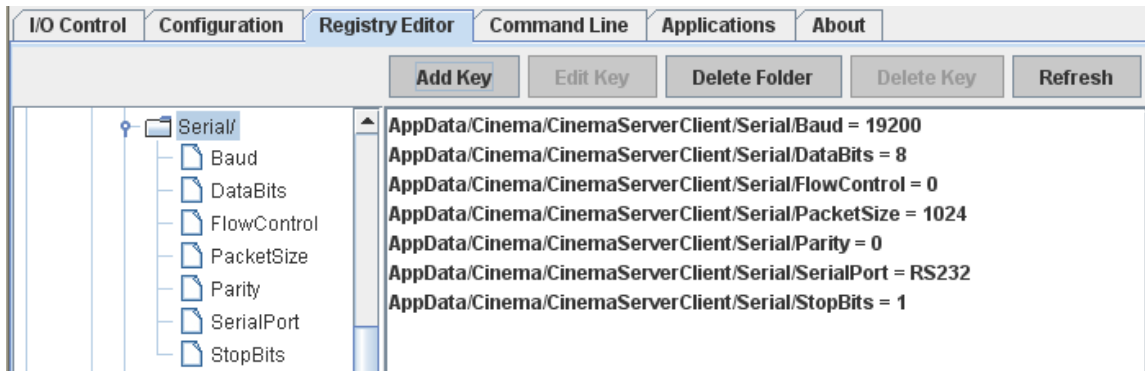 I/O Control Configuration Registry Editor Command Line Applications About
Add Key Edit Key Delete Folder Delete Key Refresh
Serial/
Baud
DataBits
FlowControl
PacketSize
Parity
SerialPort
StopBits
AppData/Cinema/CinemaServerClient/Serial/Baud = 19200
AppData/Cinema/CinemaServerClient/Serial/DataBits = 8
AppData/Cinema/CinemaServerClient/Serial/FlowControl = 0
AppData/Cinema/CinemaServerClient/Serial/PacketSize = 1024
AppData/Cinema/CinemaServerClient/Serial/Parity = 0
AppData/Cinema/CinemaServerClient/Serial/SerialPort = RS232
AppData/Cinema/CinemaServerClient/Serial/StopBits = 1